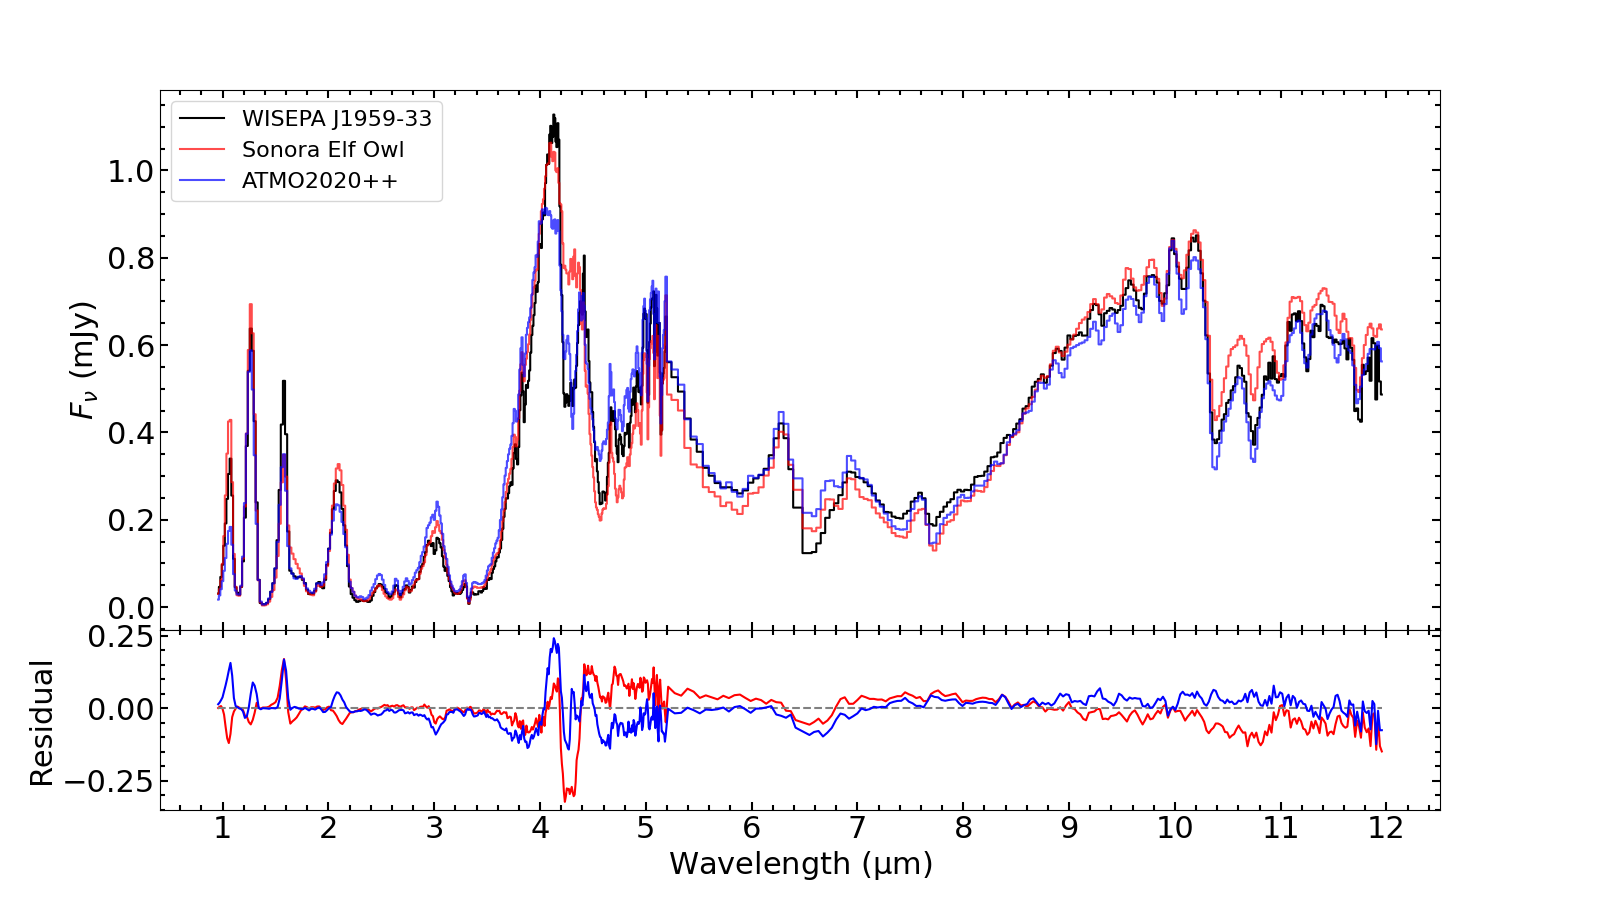 WISEPA J1959-33
Sonora Elf Owl
ATMO2020++
1.0
0.8
0.6
0.4
0.2
0.0
Fν (mJy)
0.25
0.00
−0.25
Residual
1 2 3 4 5 6 7 8 9 10 11 12
Wavelength (μm)